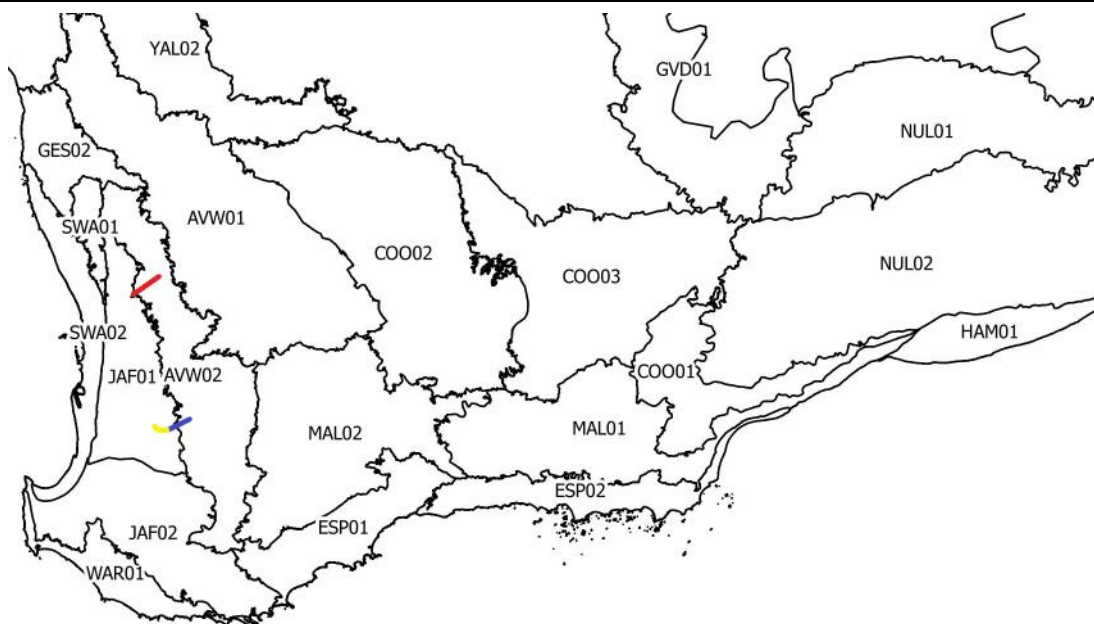 YAL02
GVD01
NUL01
GES02
AVW01
SWA01
COO02
COO03
NUL02
SWA02
HAM01
JAF01
AVW02
COO01
MAL02
MAL01
ESP02
ESP01
JAF02
WAR01